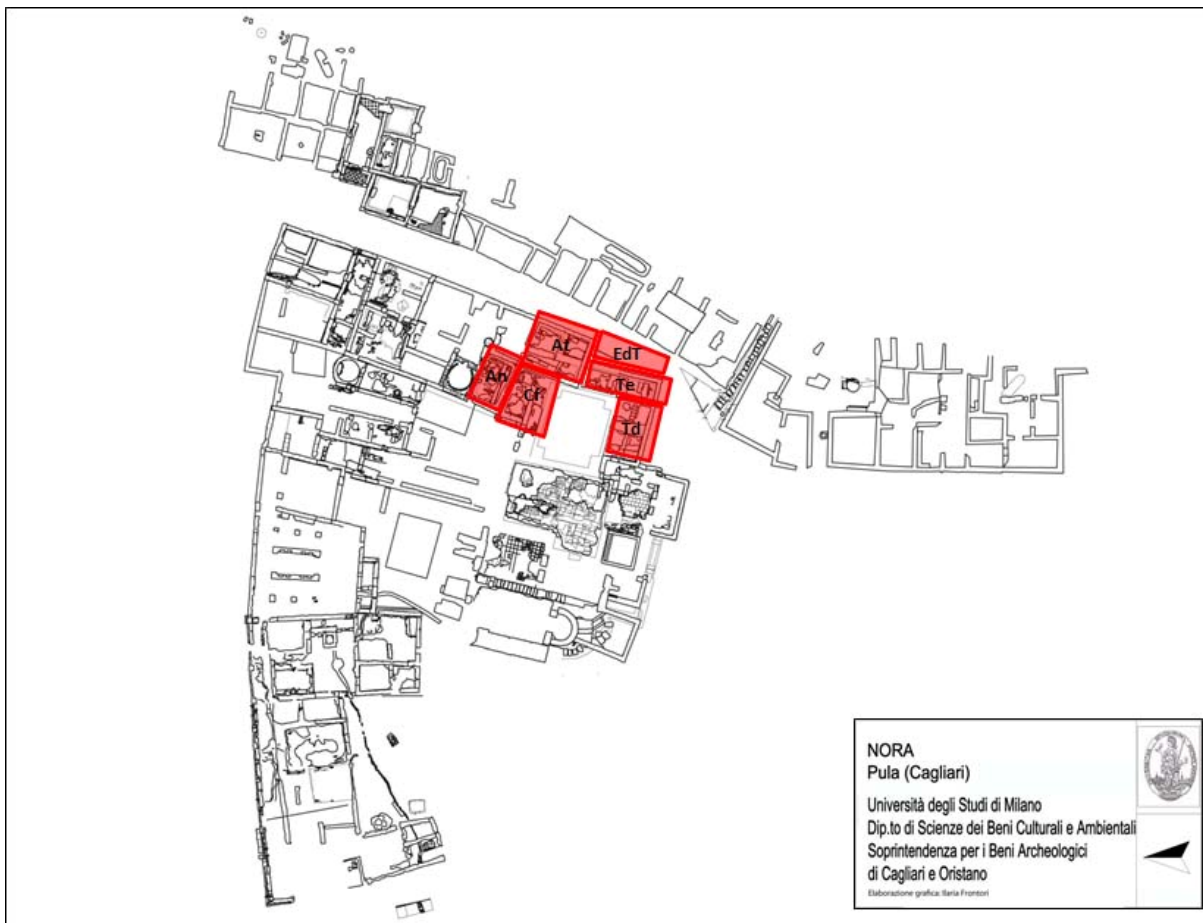 At
EdT
An
Cf
Te
Td
NORA
Pula (Cagliari)
Università degli Studi di Milano
Dip.to di Scienze dei Beni Culturali e Ambientali
Soprintendenza per i Beni Archeologici
di Cagliari e Oristano
Elaborazione grafica: Ilaria Frontori